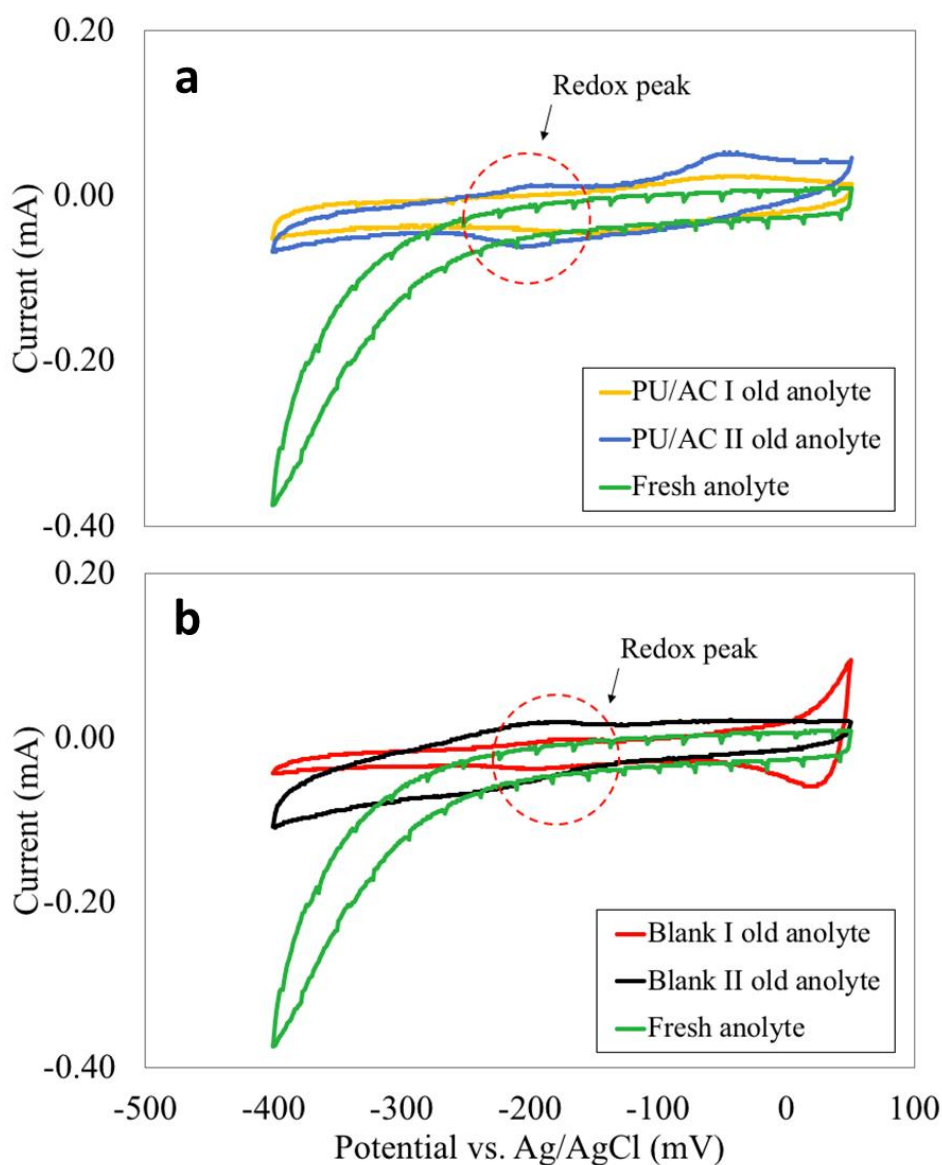 0.20
a
Redox peak
0.00
Current (mA)
-0.20
PU/AC I old anolyte
PU/AC II old anolyte
Fresh anolyte
-0.40
0.20
b
Redox peak
0.00
Current (mA)
-0.20
Blank I old anolyte
Blank II old anolyte
Fresh anolyte
-0.40
-500 -400 -300 -200 -100 0 100
Potential vs. Ag/AgCl (mV)